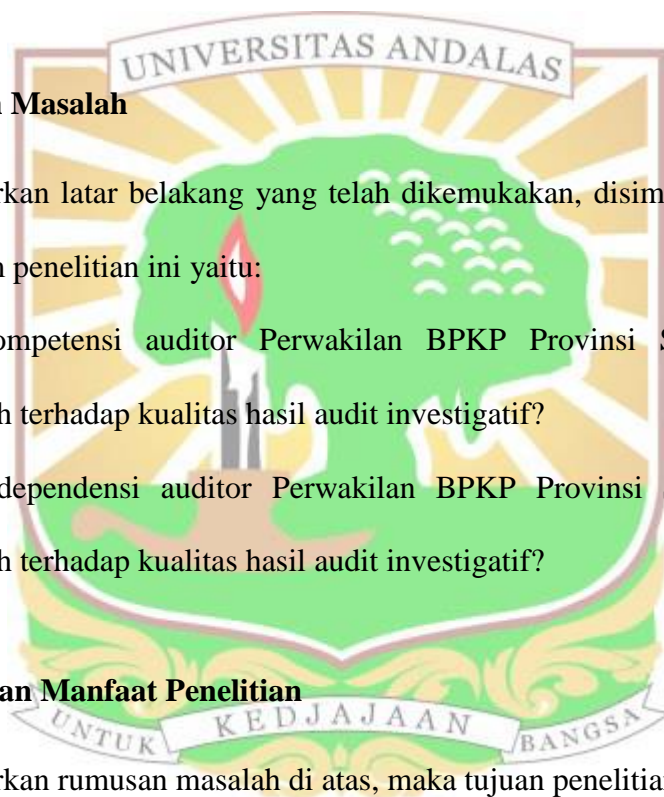 UNIVERSITAS ANDALAS
Masalah
rkan latar belakang yang telah dikemukakan, disim
penelitian ini yaitu:
ompetensi auditor Perwakilan BPKP Provinsi S
h terhadap kualitas hasil audit investigatif?
dependensi auditor Perwakilan BPKP Provinsi
h terhadap kualitas hasil audit investigatif?
an Manfaat Penelitian
UNTUK KEDJAJAAN BANGSA
rkan rumusan masalah di atas, maka tujuan penelitian